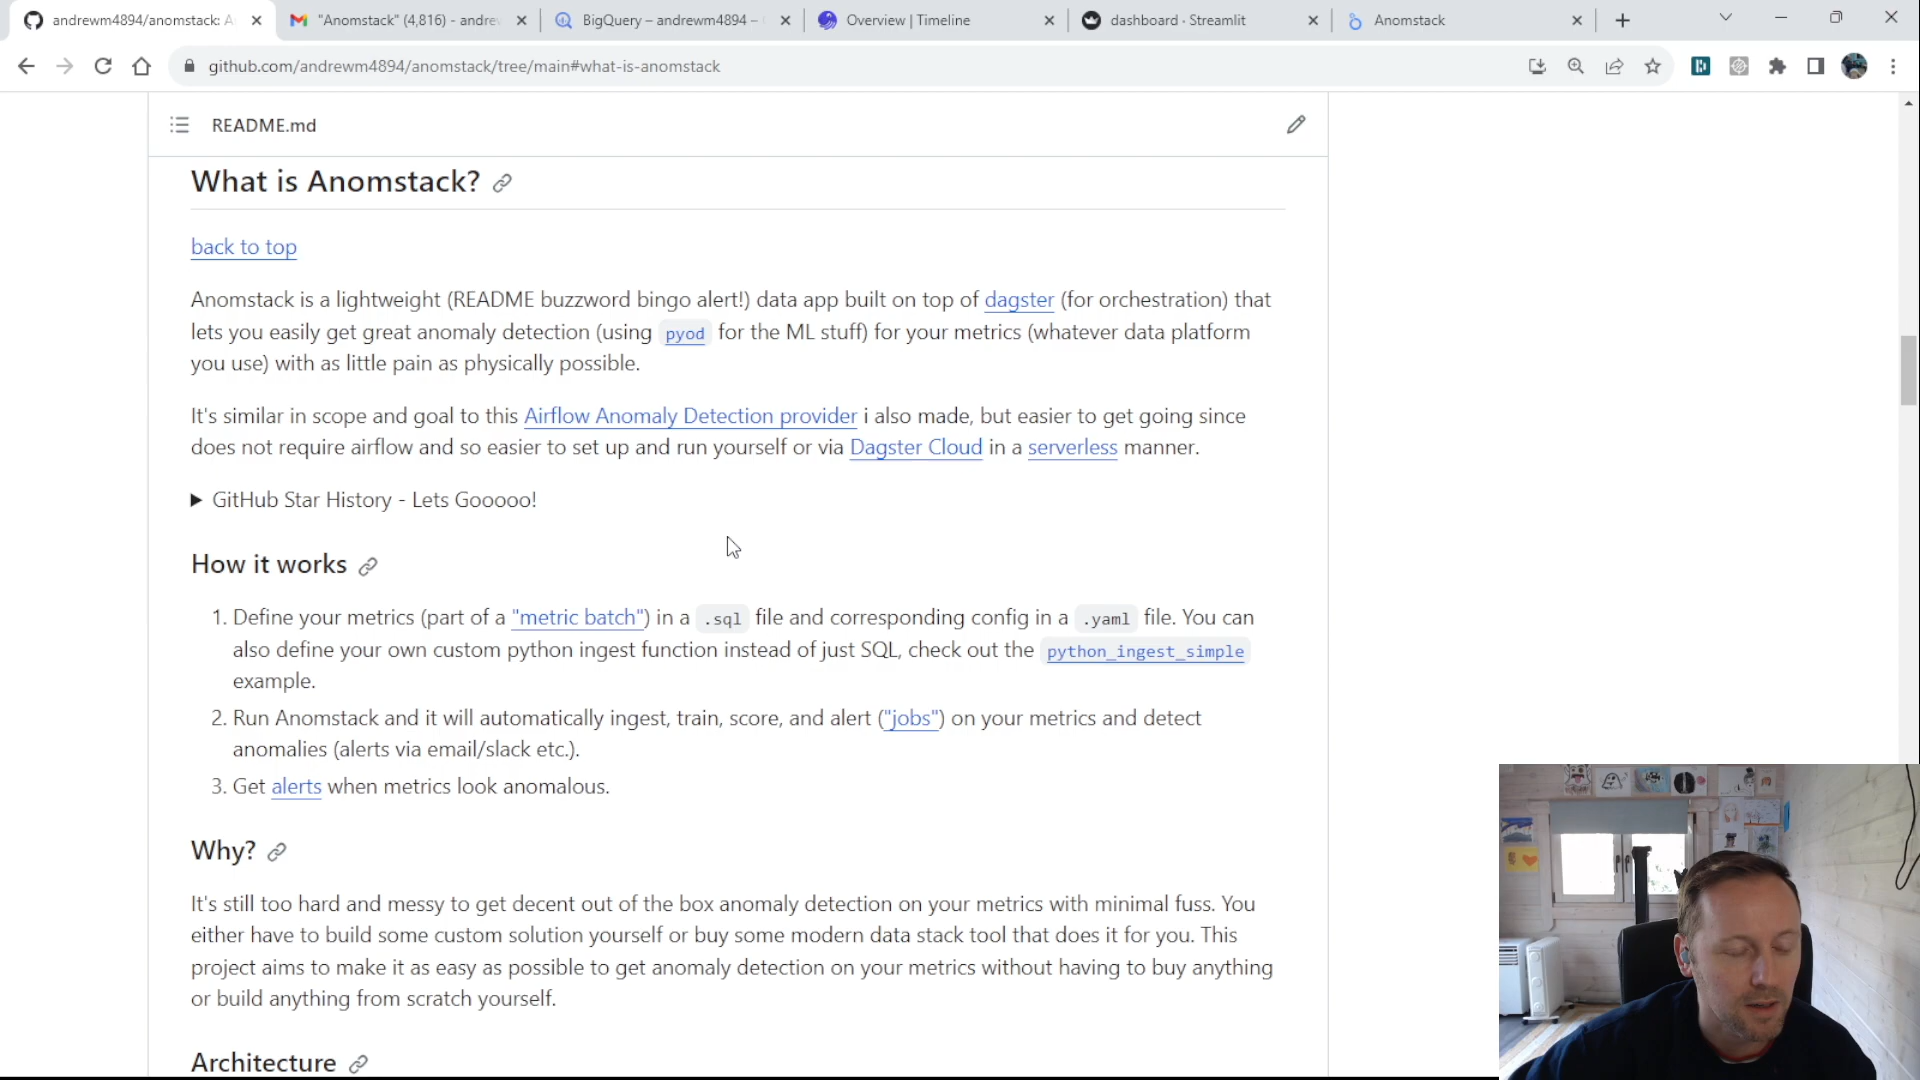 andrewm4894/anomstack: A
"Anomstack" (4,816) - andrew
BigQuery – andrewm4894 –
Overview | Timeline
dashboard · Streamlit
Anomstack
github.com/andrewm4894/anomstack/tree/main#what-is-anomstack
README.md
What is Anomstack?
back to top
Anomstack is a lightweight (README buzzword bingo alert!) data app built on top of dagster (for orchestration) that
lets you easily get great anomaly detection (using pyod for the ML stuff) for your metrics (whatever data platform
you use) with as little pain as physically possible.
It's similar in scope and goal to this Airflow Anomaly Detection provider i also made, but easier to get going since
does not require airflow and so easier to set up and run yourself or via Dagster Cloud in a serverless manner.
GitHub Star History - Lets Gooooo!
How it works
1. Define your metrics (part of a "metric batch") in a .sql file and corresponding config in a .yaml file. You can
also define your own custom python ingest function instead of just SQL, check out the python_ingest_simple
example.
2. Run Anomstack and it will automatically ingest, train, score, and alert ("jobs") on your metrics and detect
anomalies (alerts via email/slack etc.).
3. Get alerts when metrics look anomalous.
Why?
It's still too hard and messy to get decent out of the box anomaly detection on your metrics with minimal fuss. You
either have to build some custom solution yourself or buy some modern data stack tool that does it for you. This
project aims to make it as easy as possible to get anomaly detection on your metrics without having to buy anything
or build anything from scratch yourself.
Architecture